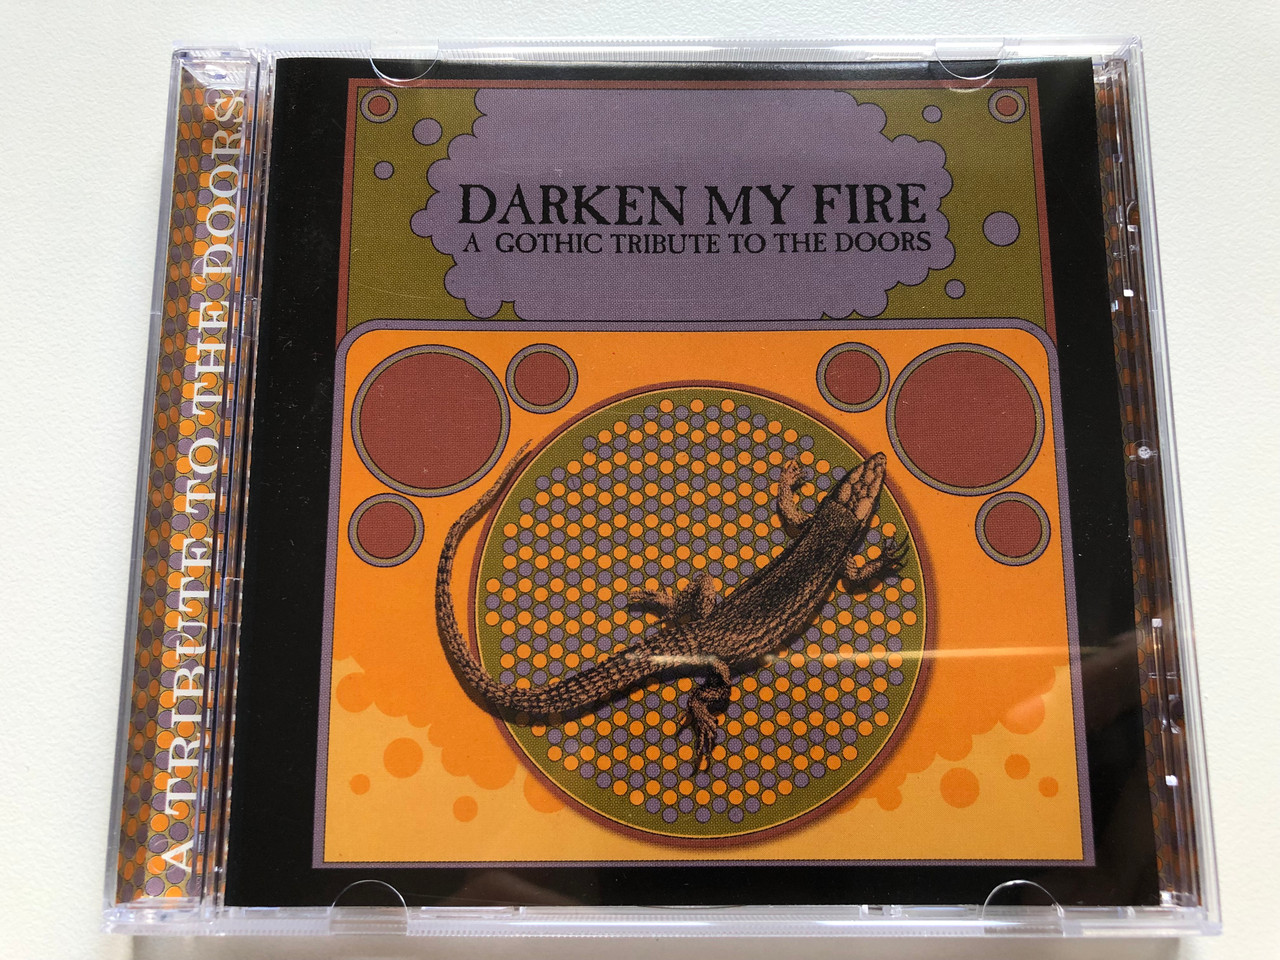 DARKEN MY FIRE
A GOTHIC TRIBUTE TO THE DOORS
A TRIBUTE TO THE DOORS